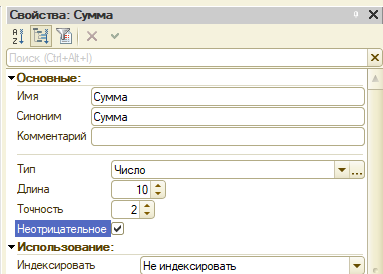 Свойства: Сумма
Поиск (Ctrl+Alt+I)
Основные:
Имя Сумма
Синоним Сумма
Комментарий
Тип Число ...
Длина 10
Точность 2
Неотрицательное
Использование:
Индексировать Не индексировать